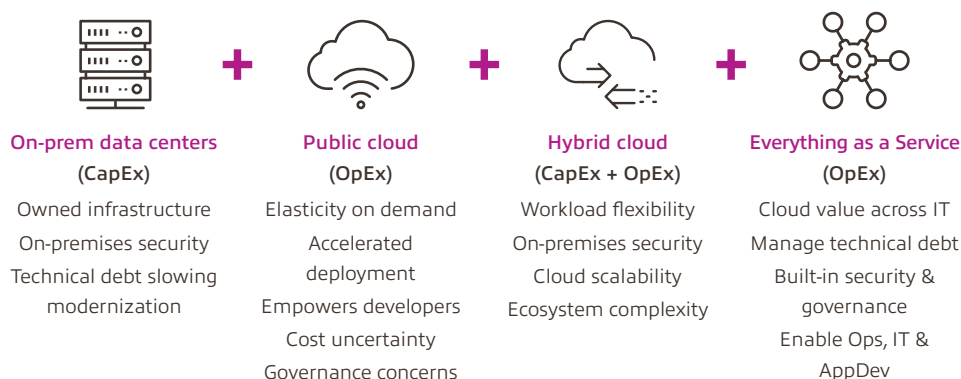 On-prem data centers
(CapEx)
Owned infrastructure
On-premises security
Technical debt slowing
modernization
Public cloud
(OpEx)
Elasticity on demand
Accelerated
deployment
Empowers developers
Cost uncertainty
Governance concerns
Hybrid cloud
(CapEx + OpEx)
Workload flexibility
On-premises security
Cloud scalability
Ecosystem complexity
Everything as a Service
(OpEx)
Cloud value across IT
Manage technical debt
Built-in security &
governance
Enable Ops, IT &
AppDev